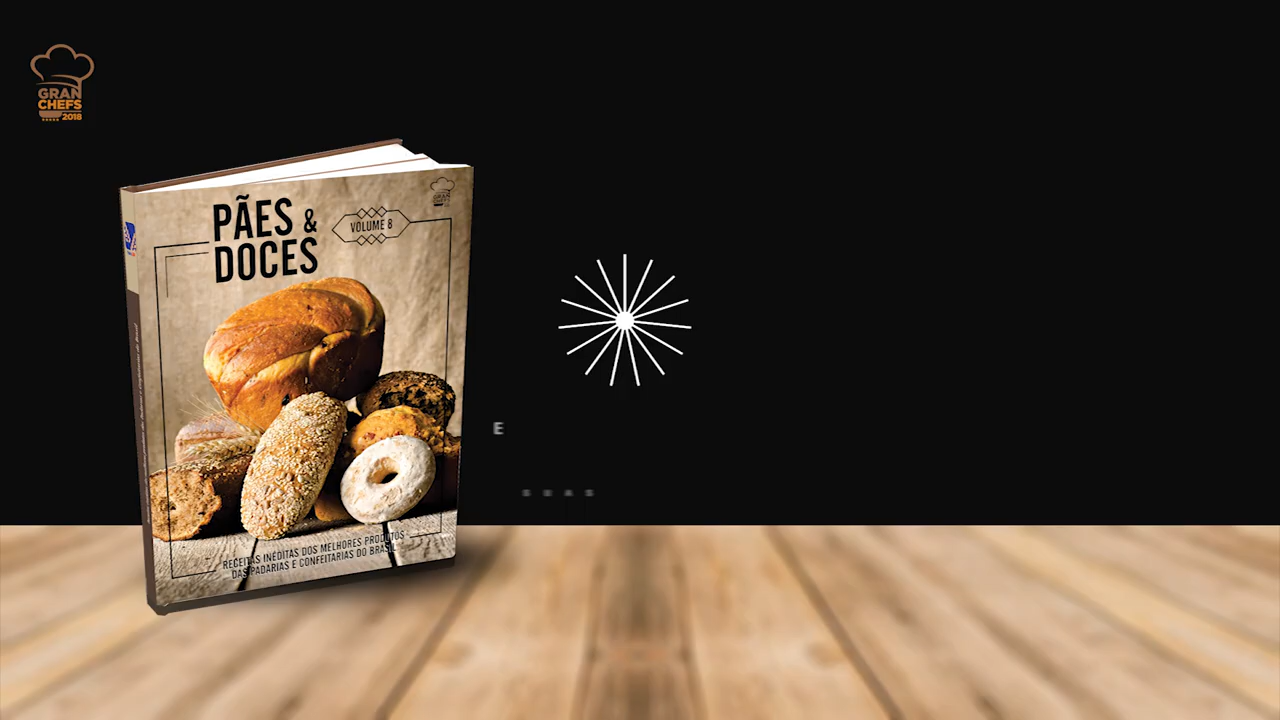 GRAN
CHEFS
2018
PÃES &
DOCES
VOLUME 8
RECEITAS INÉDITAS DOS MELHORES PRODUTOS
DAS PADARIAS E CONFEITARIAS DO BRASIL
E